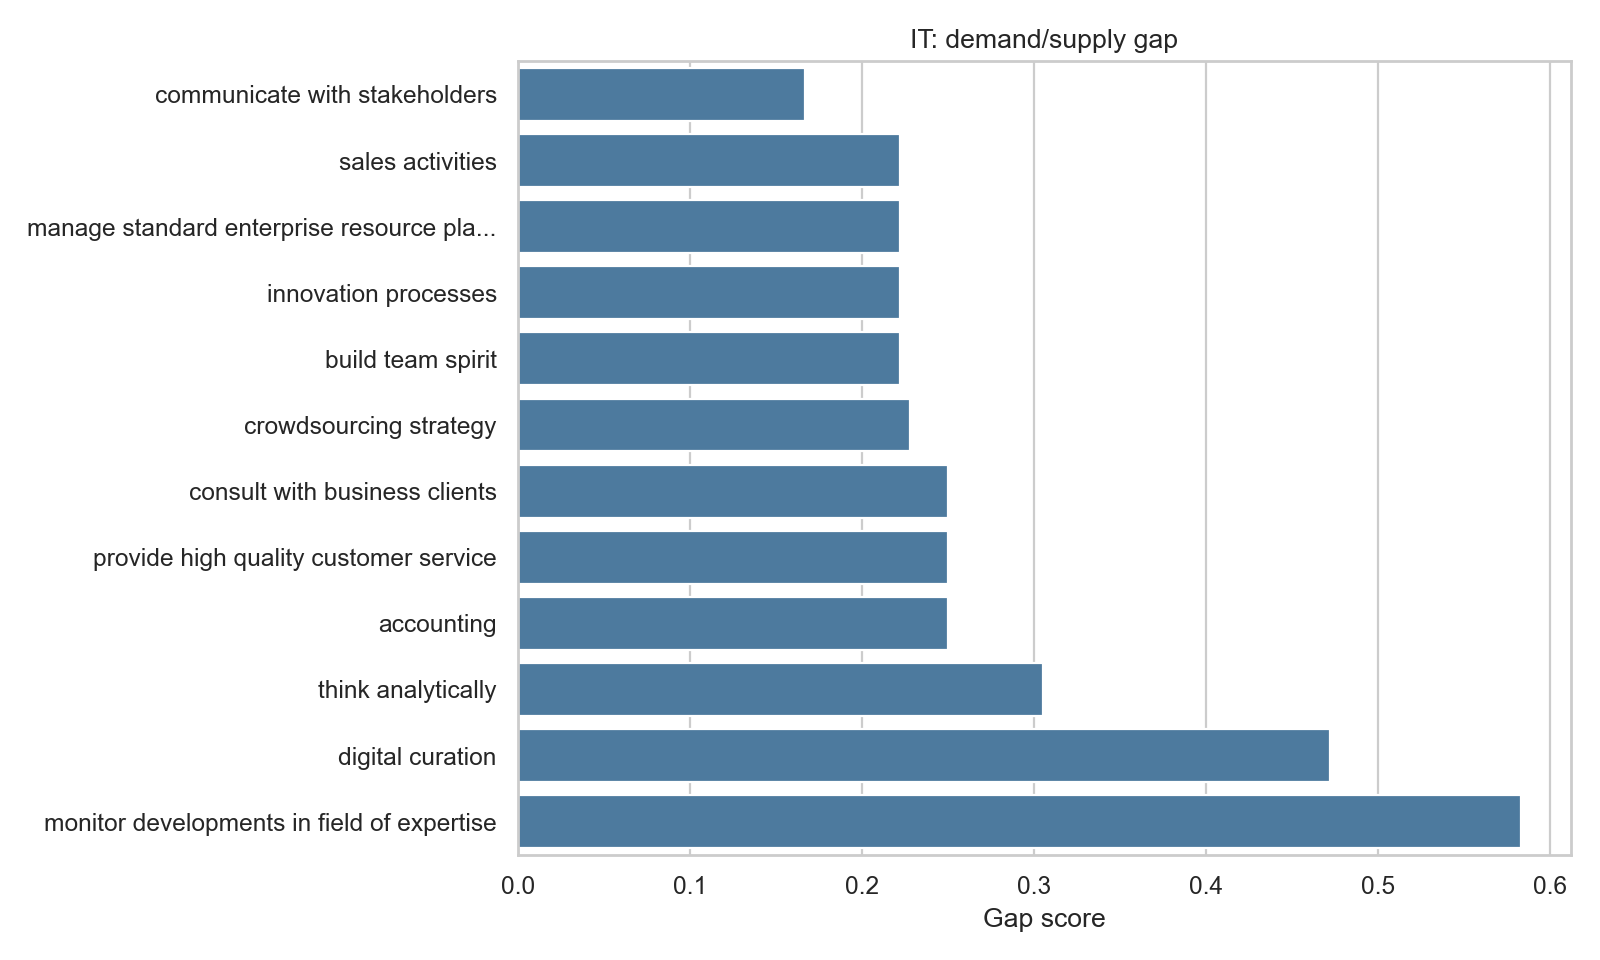 IT: demand/supply gap
communicate with stakeholders
sales activities
manage standard enterprise resource pla...
innovation processes
build team spirit
crowdsourcing strategy
consult with business clients
provide high quality customer service
accounting
think analytically
digital curation
monitor developments in field of expertise
0.0 0.1 0.2 0.3 0.4 0.5 0.6
Gap score